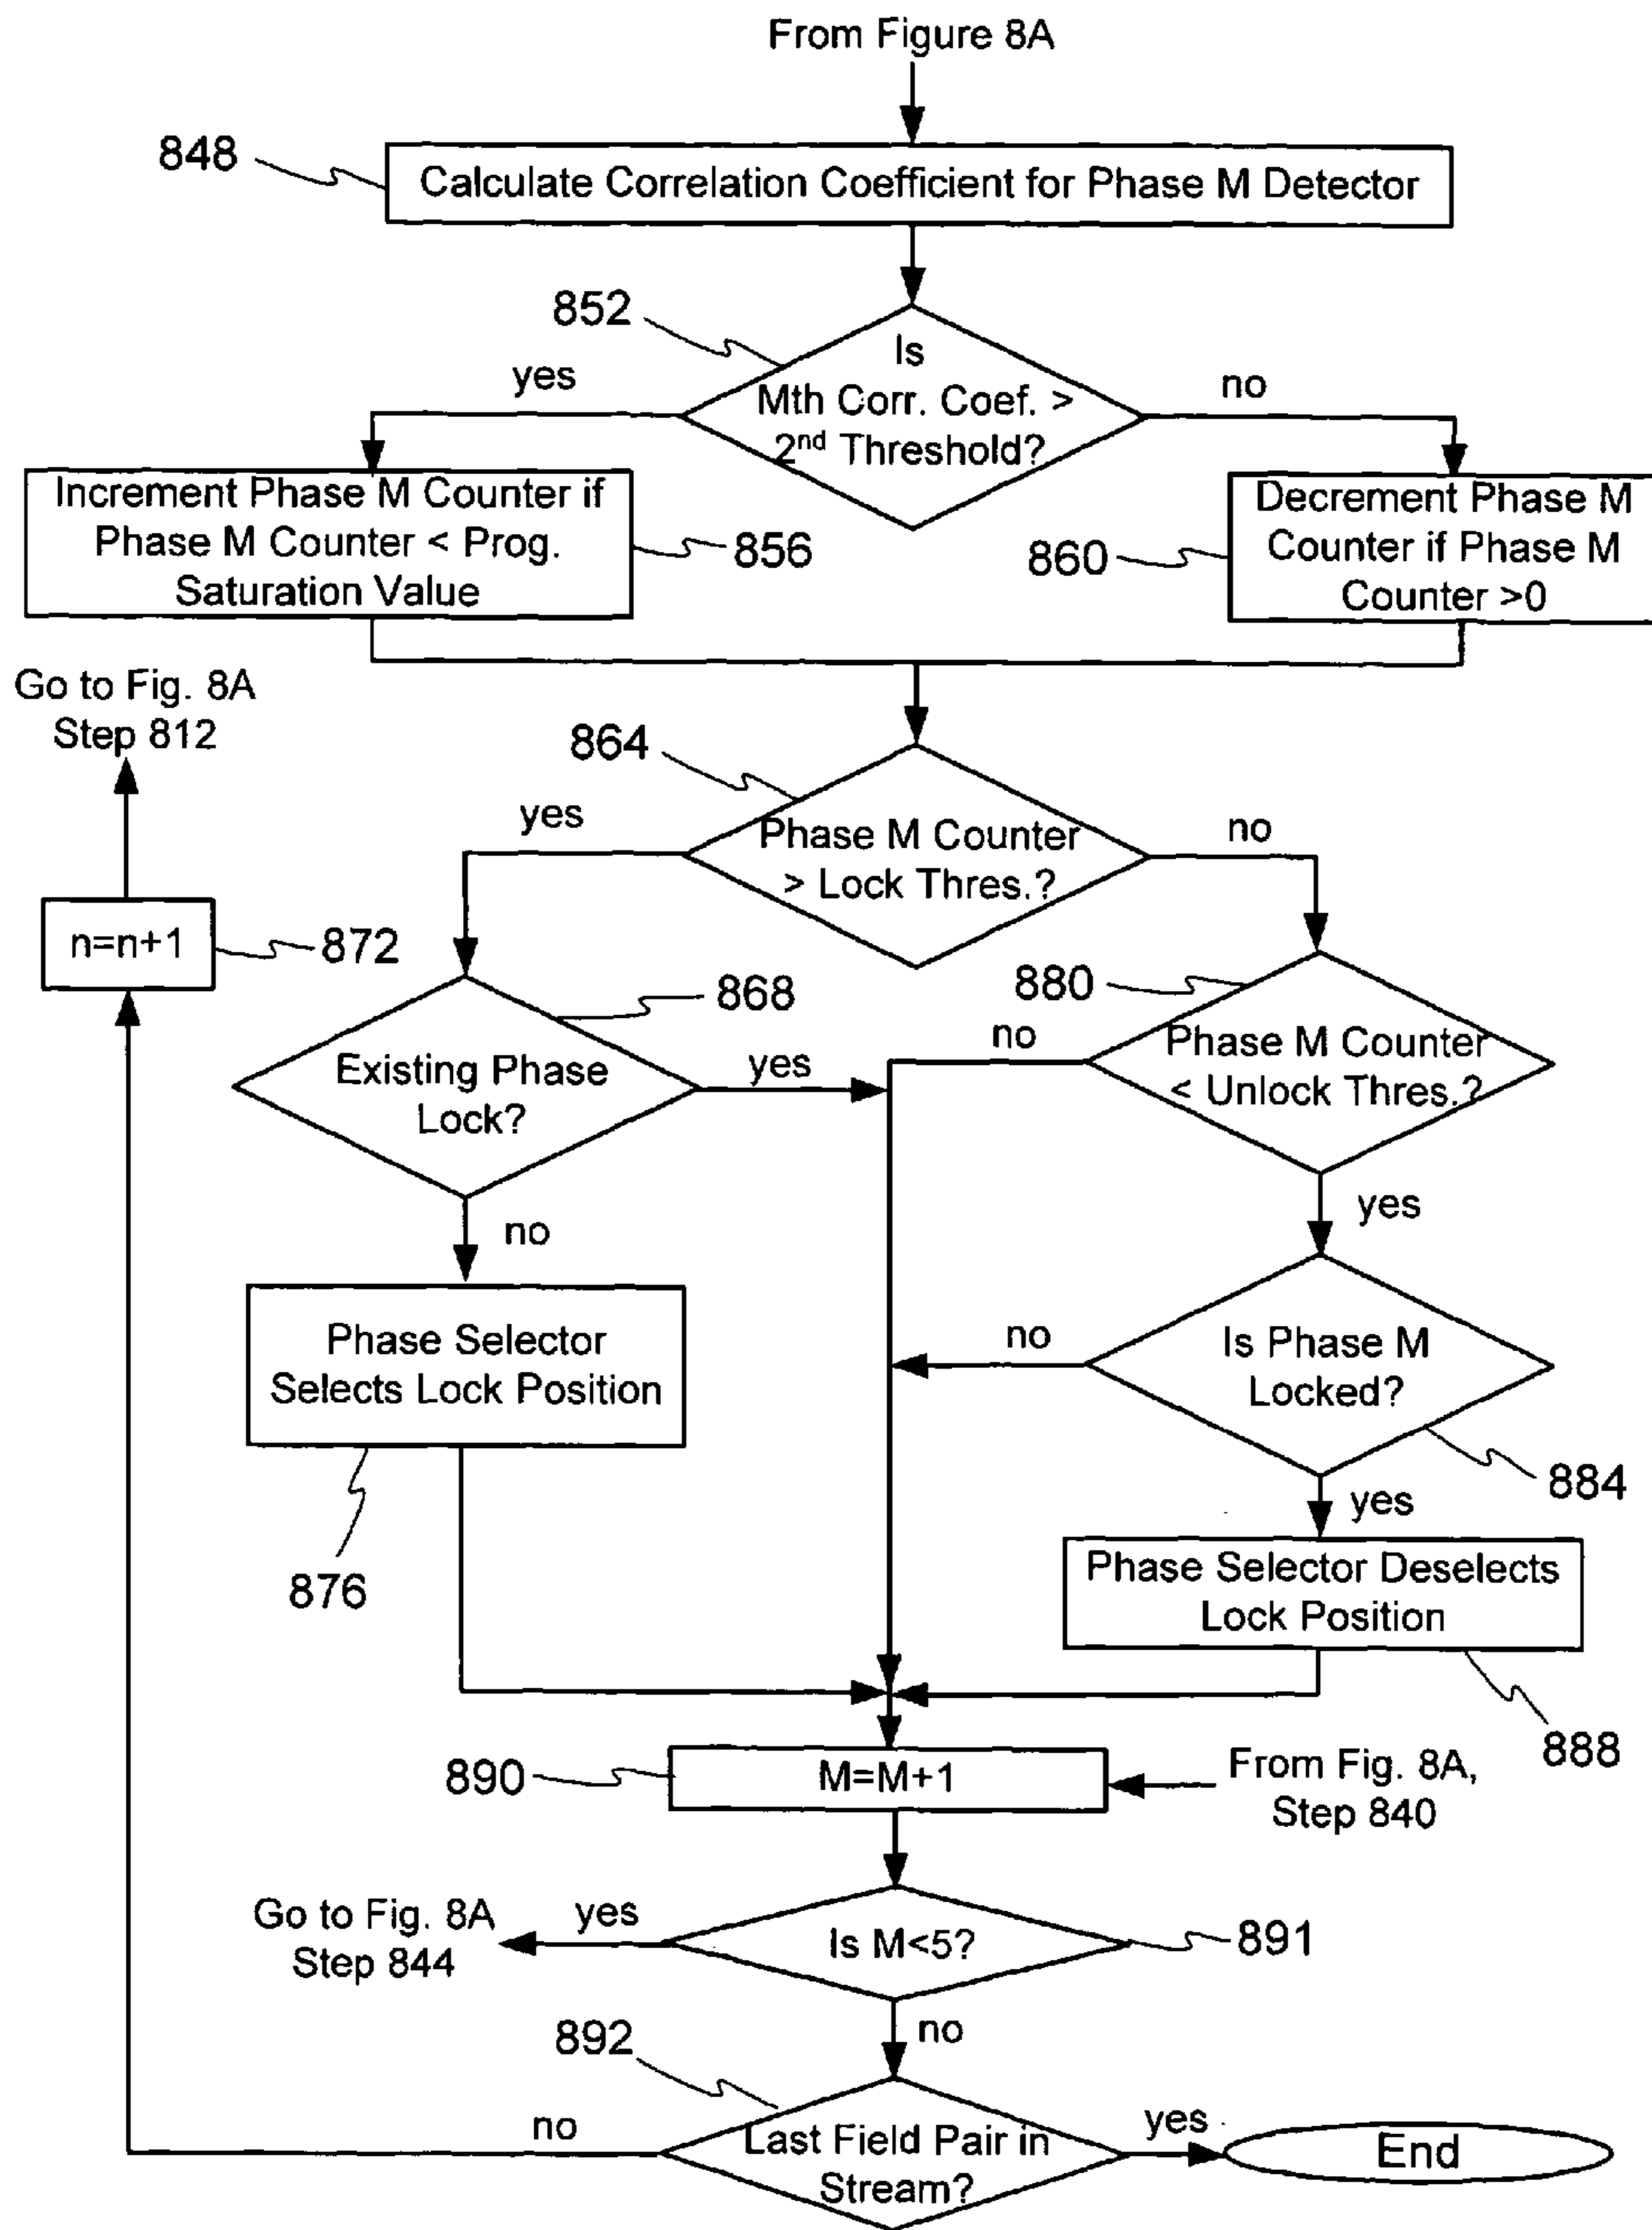 From Figure 8A
848
Calculate Correlation Coefficient for Phase M Detector
852
Is
Mth Corr. Coef. >
2nd Threshold?
yes
no
Increment Phase M Counter if
Phase M Counter < Prog.
Saturation Value
856
860
Decrement Phase M
Counter if Phase M
Counter >0
Go to Fig. 8A
Step 812
864
yes
Phase M Counter
> Lock Thres.?
no
n=n+1
872
868
880
Existing Phase
Lock?
yes
no
Phase M Counter
< Unlock Thres.?
no
yes
Phase Selector
Selects Lock Position
no
Is Phase M
Locked?
876
884
yes
Phase Selector Deselects
Lock Position
888
890
M=M+1
From Fig. 8A,
Step 840
Go to Fig. 8A
Step 844
yes
Is M<5?
891
no
892
no
Last Field Pair in
Stream?
yes
End